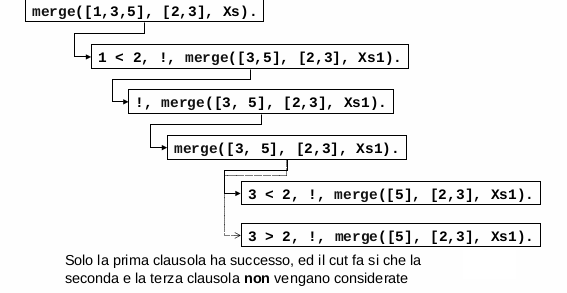 merge([1,3,5], [2,3], Xs).
1 < 2, !, merge([3,5], [2,3], Xs1).
!, merge([3, 5], [2,3], Xs1).
merge([3, 5], [2,3], Xs1).
3 < 2, !, merge([5], [2,3], Xs1).
3 > 2, !, merge([5], [2,3], Xs1).
Solo la prima clausola ha successo, ed il cut fa si che la
seconda e la terza clausola non vengano considerate